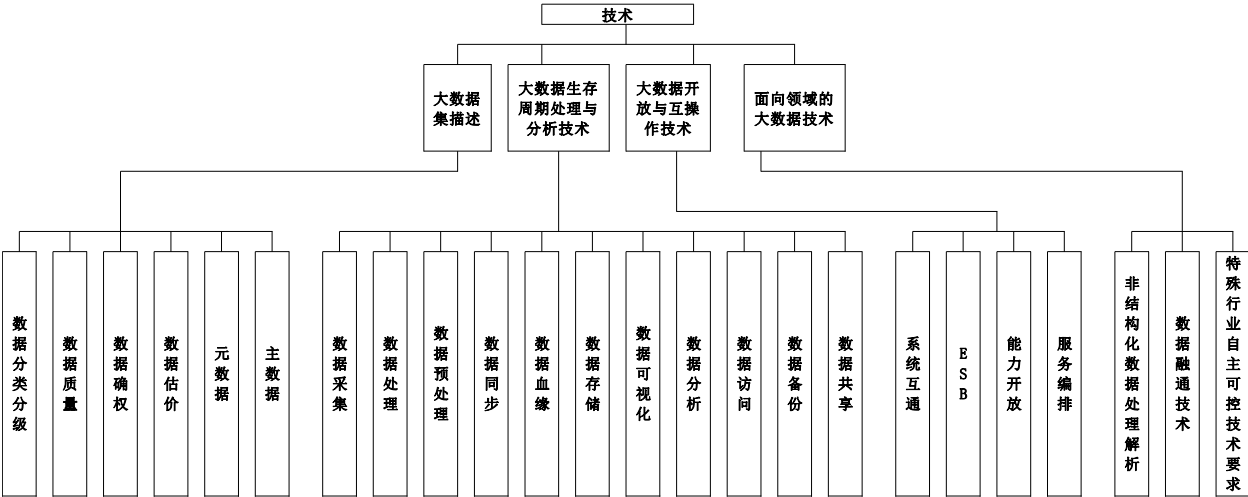 技术
大数据
集描述
大数据生存
周期处理与
分析技术
大数据开
放与互操
作技术
面向领域的
大数据技术
数据分类分级
数据质量
数据确权
数据估价
元数据
主数据
数据采集
数据处理
数据预处理
数据同步
数据血缘
数据存储
数据可视化
数据分析
数据访问
数据备份
数据共享
系统互通
ESB
能力开放
服务编排
非结构化数据处理解析
数据融通技术
特殊行业自主可控技术要求